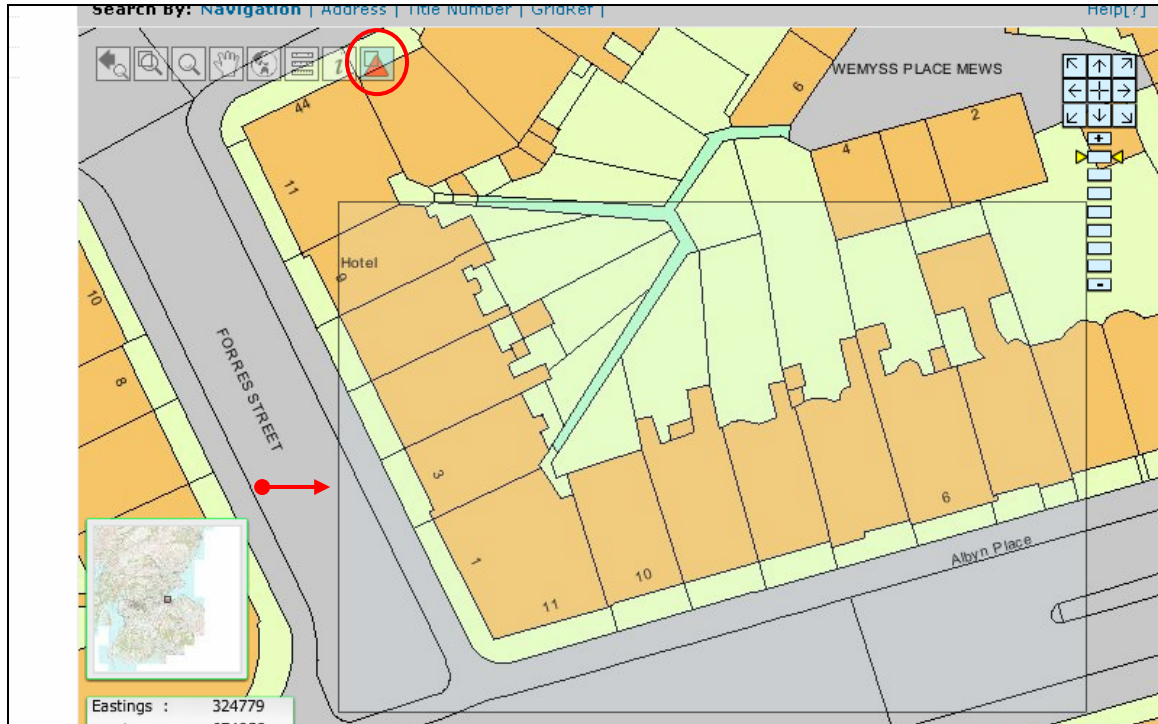 Search By: Navigation | Address | Title Number | GridRef |
Help[?]
WEMYSS PLACE MEWS
44
11
6
4
2
Hotel
9
10
8
FORRES STREET
3
1
11
10
6
Albyn Place
i
+
-
Eastings : 324779